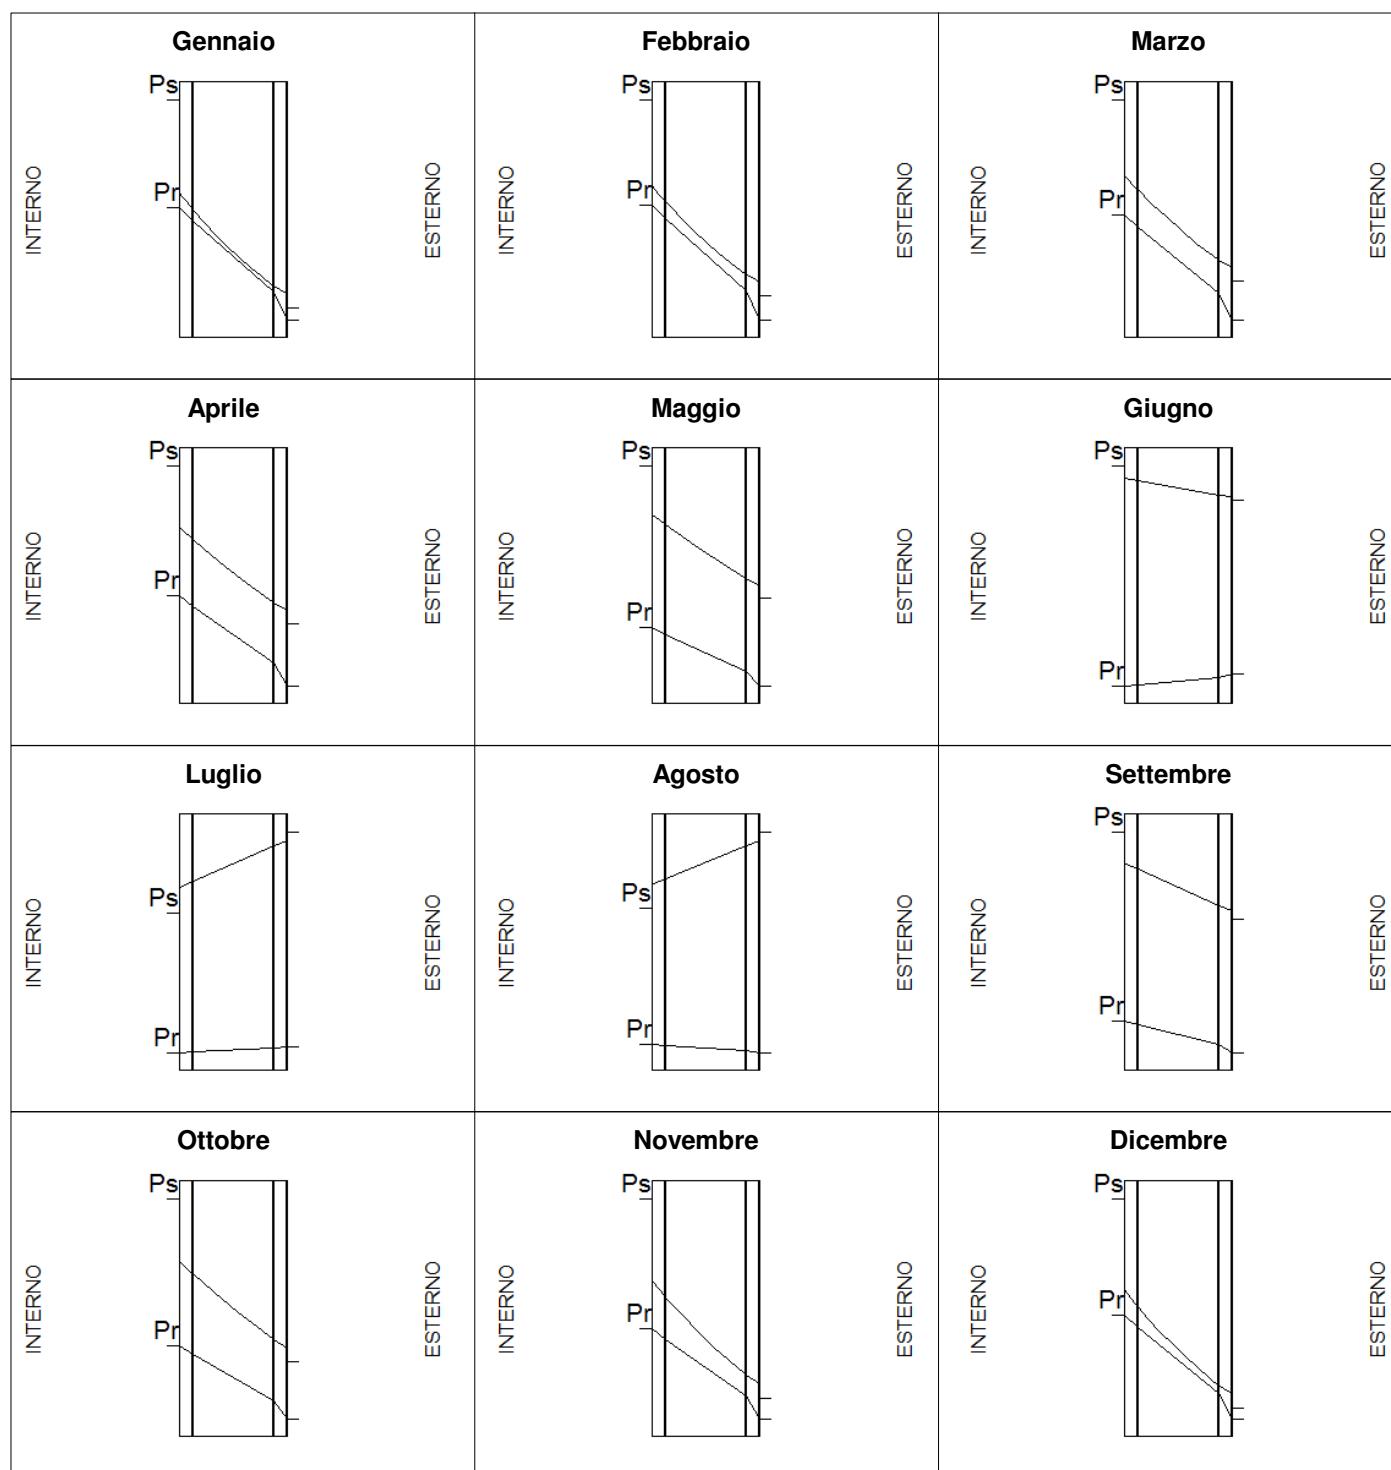 Gennaio
Ps
Pr
INTERNO
ESTERNO
Febbraio
Ps
Pr
INTERNO
ESTERNO
Marzo
Ps
Pr
INTERNO
ESTERNO
Aprile
Ps
Pr
INTERNO
ESTERNO
Maggio
Ps
Pr
INTERNO
ESTERNO
Giugno
Ps
Pr
INTERNO
ESTERNO
Luglio
Ps
Pr
INTERNO
ESTERNO
Agosto
Ps
Pr
INTERNO
ESTERNO
Settembre
Ps
Pr
INTERNO
ESTERNO
Ottobre
Ps
Pr
INTERNO
ESTERNO
Novembre
Ps
Pr
INTERNO
ESTERNO
Dicembre
Ps
Pr
INTERNO
ESTERNO